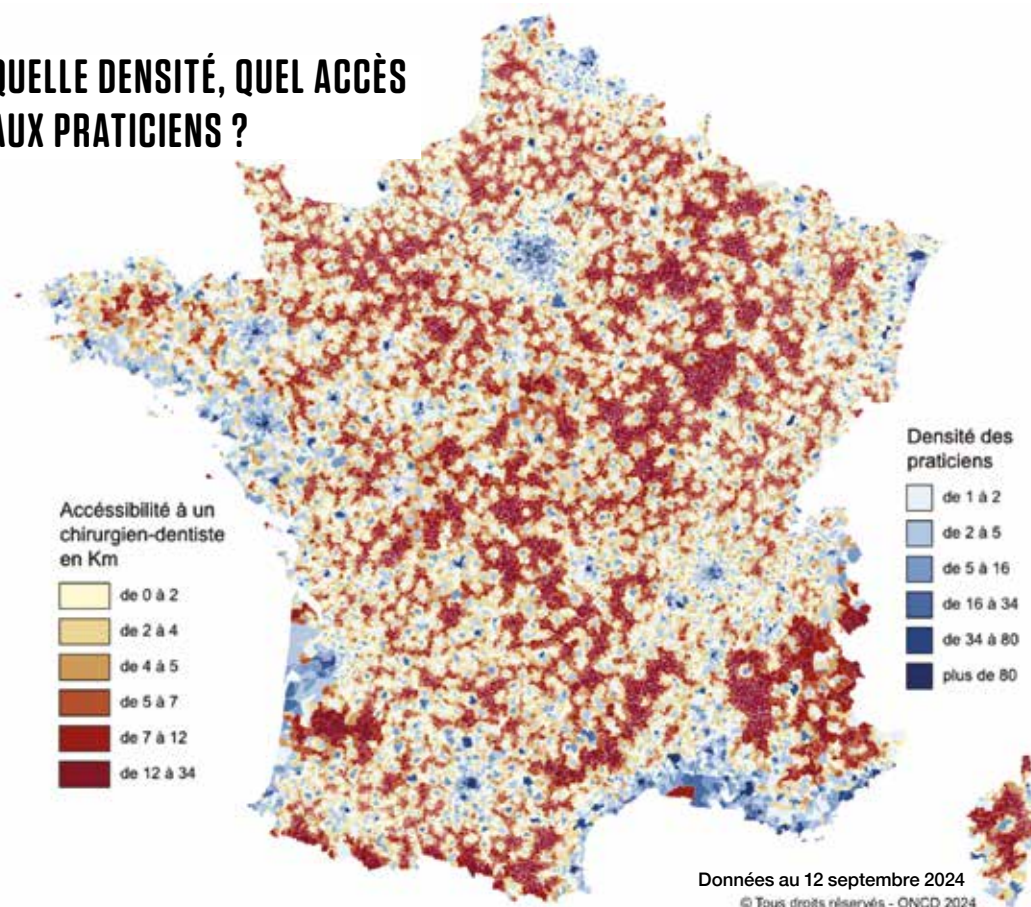 QUELLE DENSITÉ, QUEL ACCÈS
AUX PRATICIENS ?
Accéssibilité à un
chirurgien-dentiste
en Km
de 0 à 2
de 2 à 4
de 4 à 5
de 5 à 7
de 7 à 12
de 12 à 34
Densité des
praticiens
de 1 à 2
de 2 à 5
de 5 à 16
de 16 à 34
de 34 à 80
plus de 80
Données au 12 septembre 2024
© Tous droits réservés - ONCD 2024